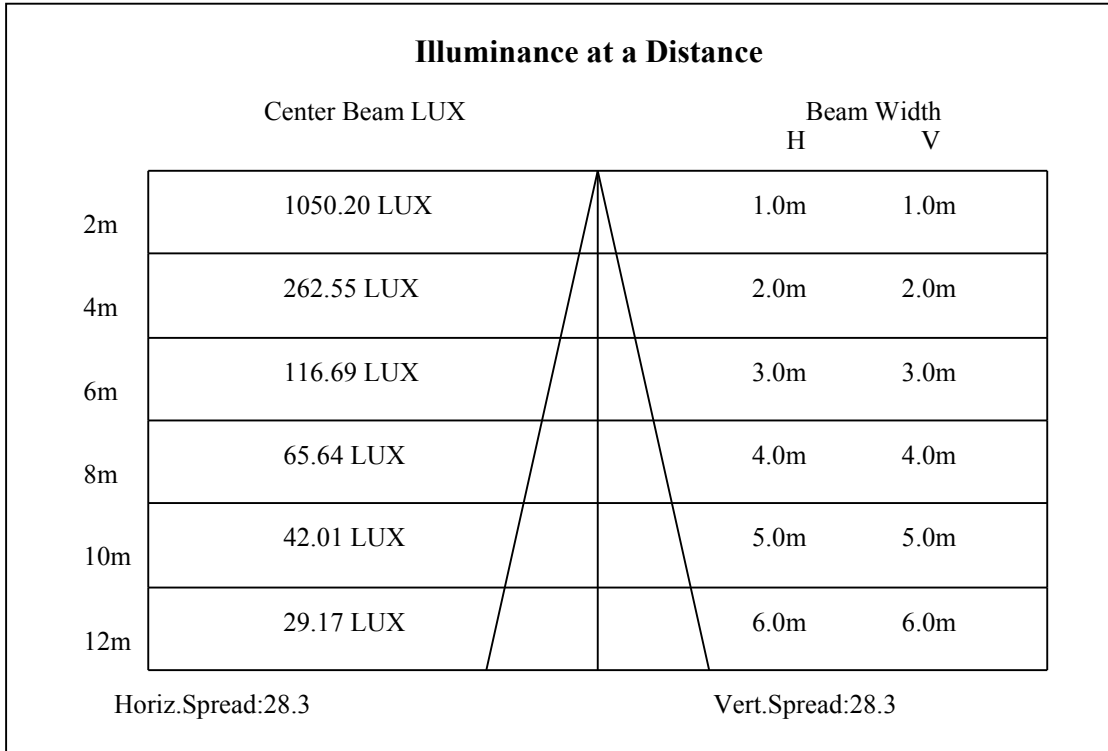 Illuminance at a Distance
Center Beam LUX Beam Width
H V
2m 1050.20 LUX 1.0m 1.0m
4m 262.55 LUX 2.0m 2.0m
6m 116.69 LUX 3.0m 3.0m
8m 65.64 LUX 4.0m 4.0m
10m 42.01 LUX 5.0m 5.0m
12m 29.17 LUX 6.0m 6.0m
Horiz.Spread:28.3 Vert.Spread:28.3